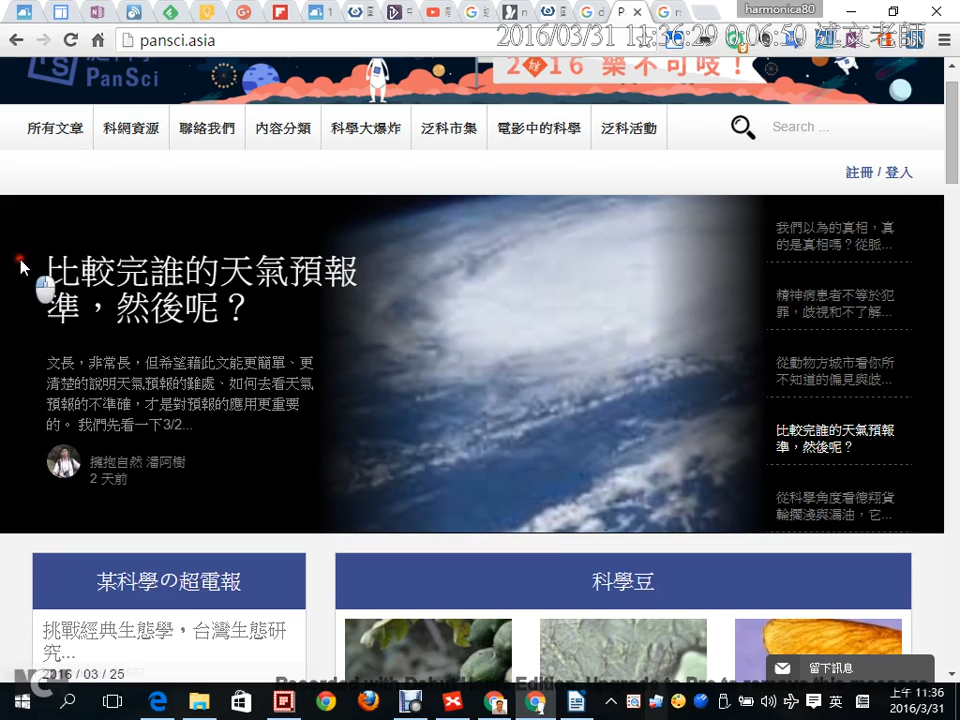 harmonica80
pansci.asia
2016/03/31 11:36:29 0:06:50
PanSci
2016 樂不可吱！
所有文章
科網資源
聯絡我們
內容分類
科學大爆炸
泛科市集
電影中的科學
泛科活動
Search ...
註冊 / 登入
比較完誰的天氣預報
準，然後呢？
文長，非常長，但希望藉此文能更簡單、更
清楚的說明天氣預報的難處、如何去看天氣
預報的不準確，才是對預報的應用更重要
的。 我們先看一下3/2...
擁抱自然 潘阿樹
2 天前
我們以為的真相，真
的是真相嗎？從脈...
精神病患者不等於犯
罪，歧視和不了解...
從動物方城市看你所
不知道的偏見與歧...
比較完誰的天氣預報
準，然後呢？
從科學角度看德翔貨
輪擱淺與漏油，它...
某科學の超電報
挑戰經典生態學，台灣生態研
究...
2016 / 03 / 25
科學豆
留下訊息
NC
英
上午 11:36
2016/3/31